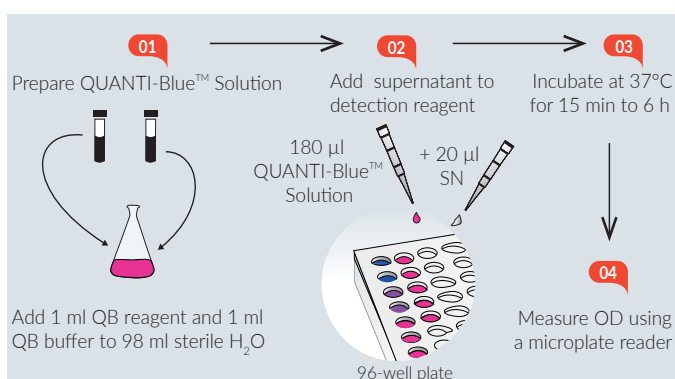 01
Prepare QUANTI-Blue™ Solution
Add 1 ml QB reagent and 1 ml
QB buffer to 98 ml sterile H₂O
02
Add supernatant to
detection reagent
180 µl
QUANTI-Blue™
Solution
+ 20 µl
SN
96-well plate
03
Incubate at 37°C
for 15 min to 6 h
04
Measure OD using
a microplate reader